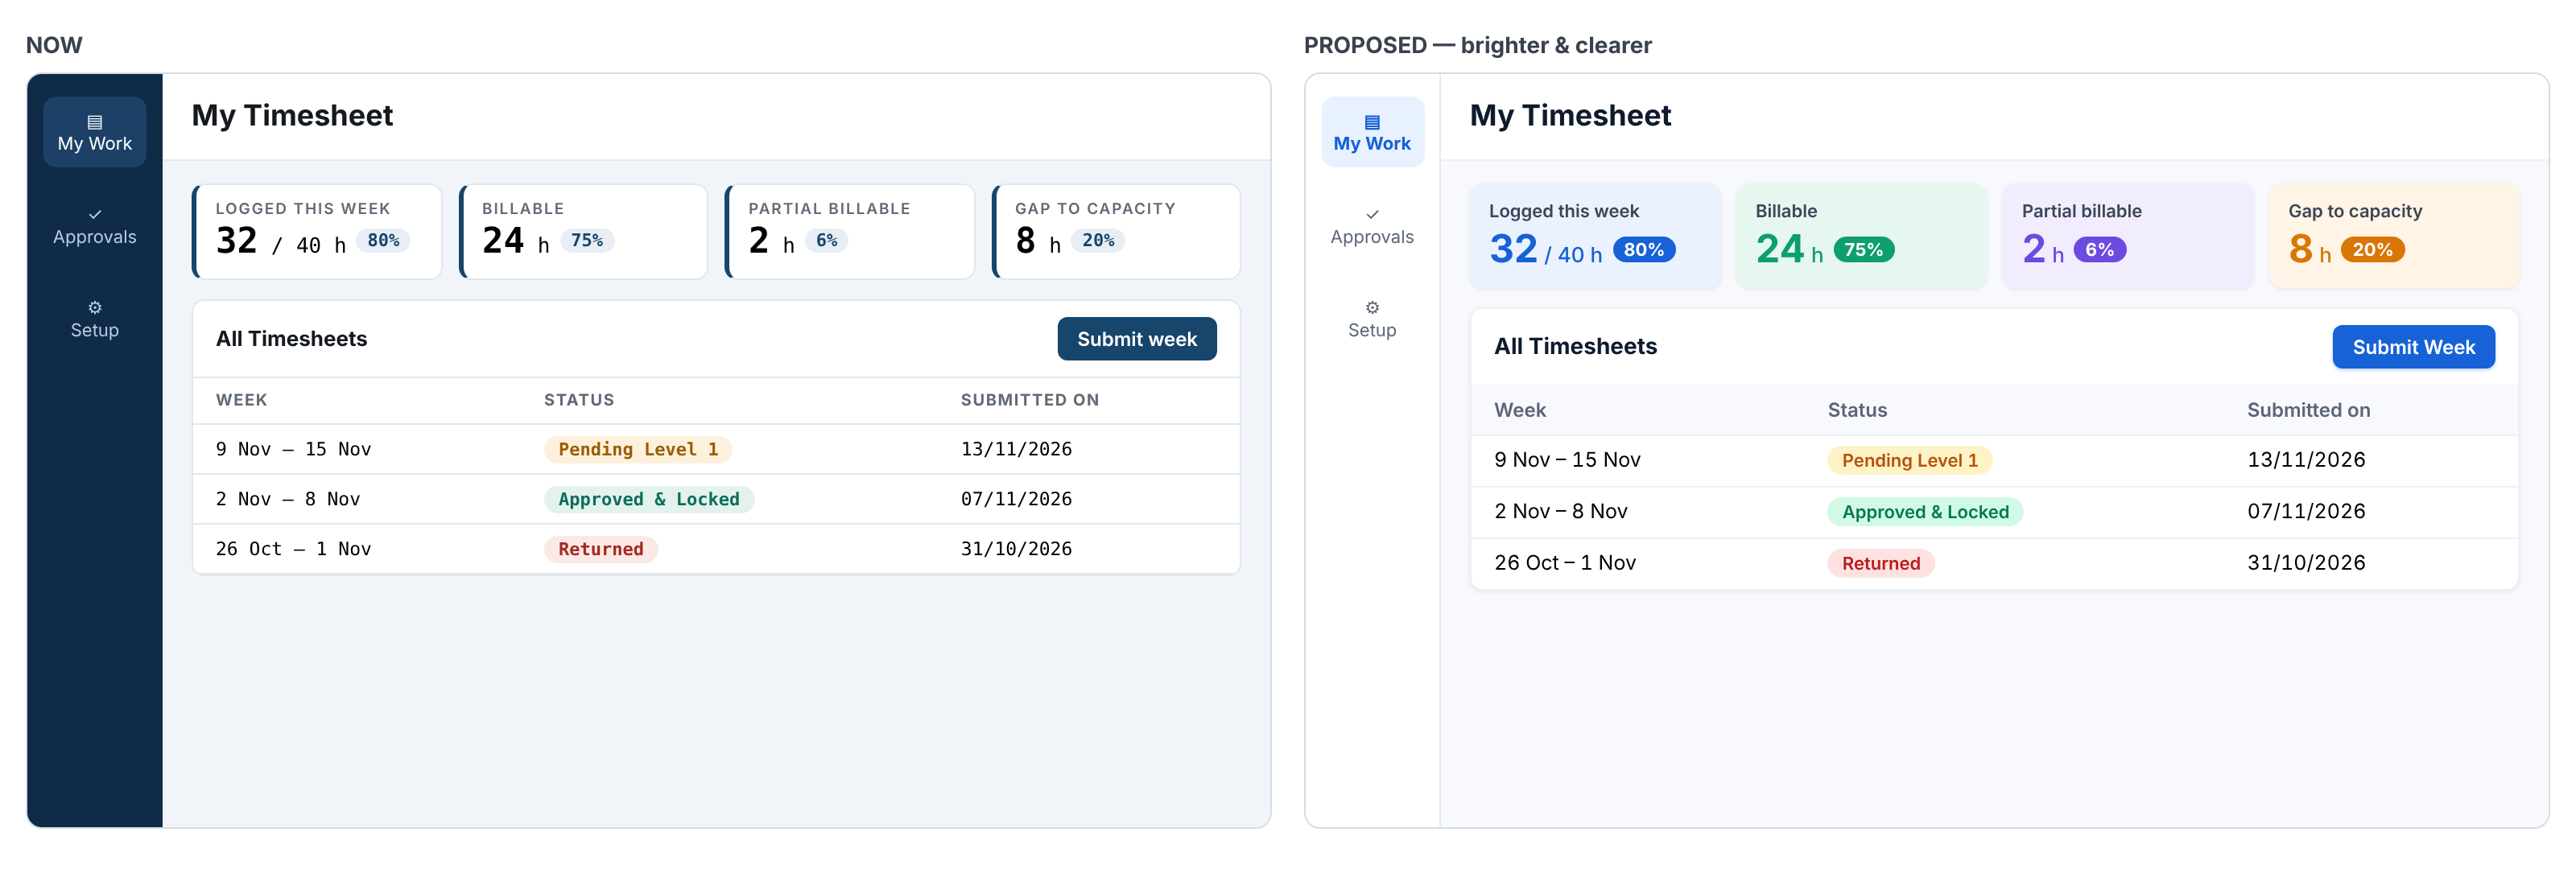 NOW
My Work
Approvals
Setup
My Timesheet
LOGGED THIS WEEK
32 / 40 h 80%
BILLABLE
24 h 75%
PARTIAL BILLABLE
2 h 6%
GAP TO CAPACITY
8 h 20%
All Timesheets
Submit week
WEEK STATUS SUBMITTED ON
9 Nov – 15 Nov Pending Level 1 13/11/2026
2 Nov – 8 Nov Approved & Locked 07/11/2026
26 Oct – 1 Nov Returned 31/10/2026
PROPOSED — brighter & clearer
My Work
Approvals
Setup
My Timesheet
Logged this week
32 / 40 h 80%
Billable
24 h 75%
Partial billable
2 h 6%
Gap to capacity
8 h 20%
All Timesheets
Submit Week
Week Status Submitted on
9 Nov – 15 Nov Pending Level 1 13/11/2026
2 Nov – 8 Nov Approved & Locked 07/11/2026
26 Oct – 1 Nov Returned 31/10/2026